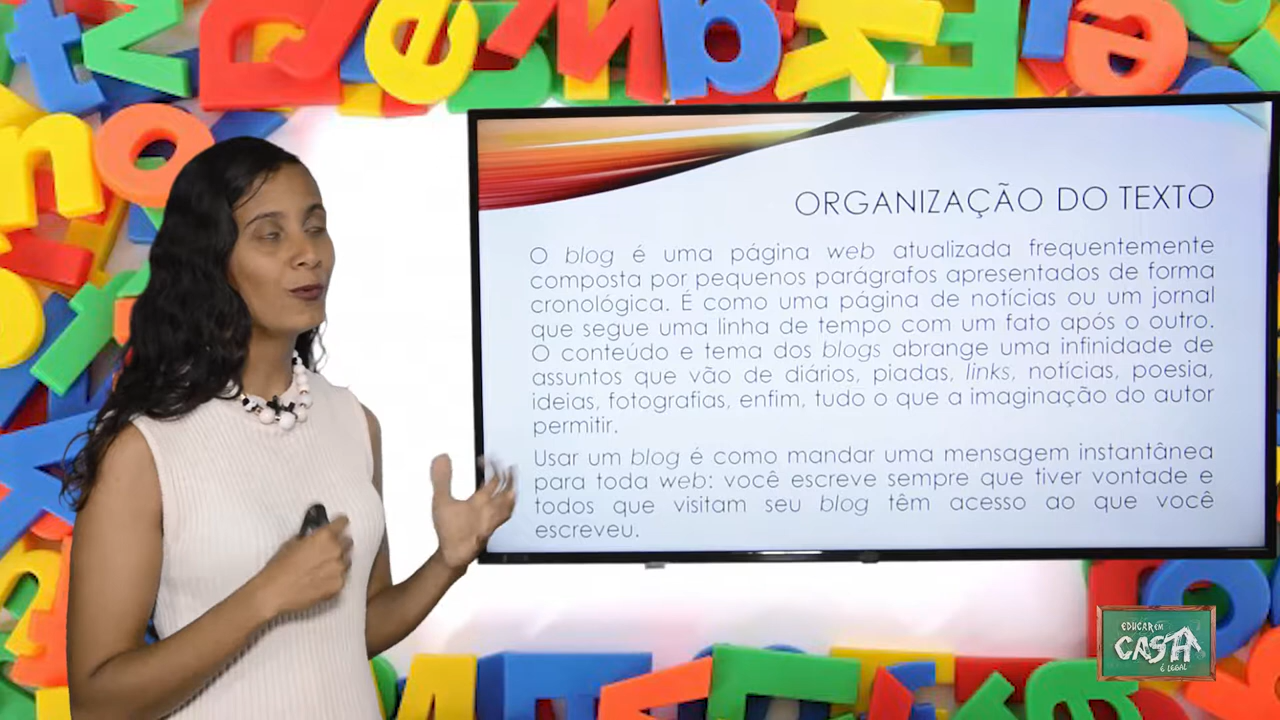 ORGANIZAÇÃO DO TEXTO
O blog é uma página web atualizada frequentemente
composta por pequenos parágrafos apresentados de forma
cronológica. É como uma página de notícias ou um jornal
que segue uma linha de tempo com um fato após o outro.
O conteúdo e tema dos blogs abrange uma infinidade de
assuntos que vão de diários, piadas, links, notícias, poesia,
ideias, fotografias, enfim, tudo o que a imaginação do autor
permitir.
Usar um blog é como mandar uma mensagem instantânea
para toda web: você escreve sempre que tiver vontade e
todos que visitam seu blog têm acesso ao que você
escreveu.
EDUCAR EM
CASA
É LEGAL